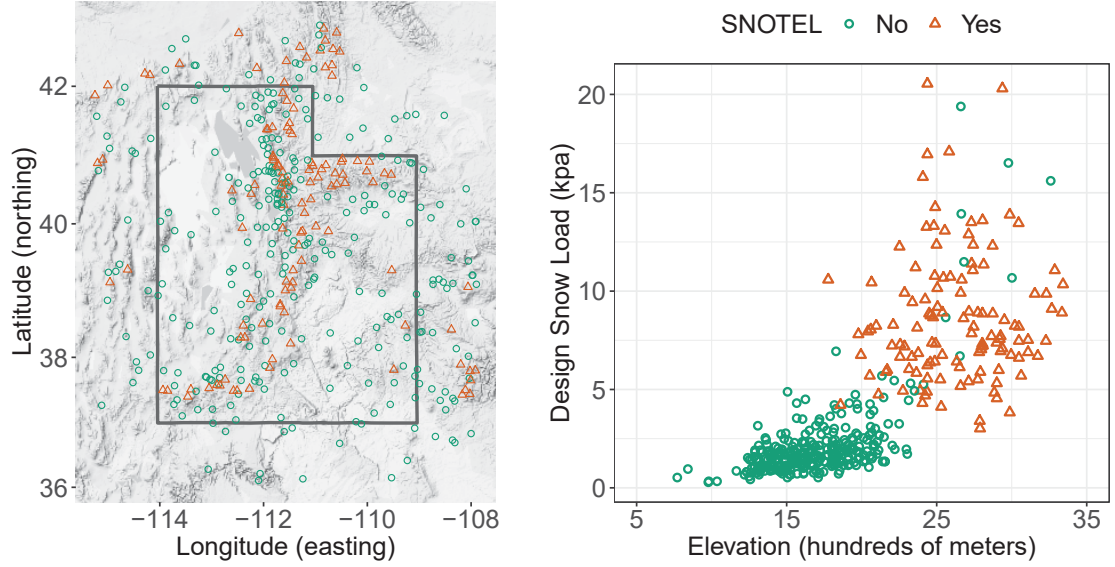 42
40
38
36
Latitude (northing)
−114 −112 −110 −108
Longitude (easting)
SNOTEL No Yes
20
15
10
5
0
Design Snow Load (kpa)
5 15 25 35
Elevation (hundreds of meters)